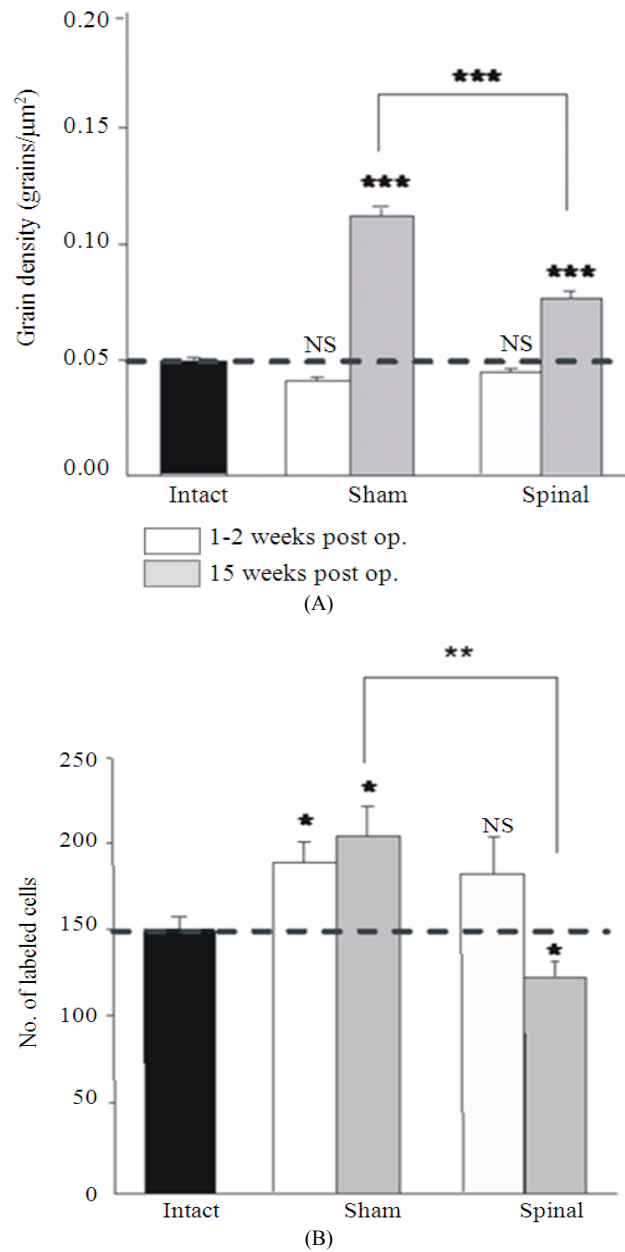 0.20
0.15
0.10
0.05
0.00
Grain density (grains/µm²)
***
***
***
NS
NS
Intact Sham Spinal
1-2 weeks post op.
15 weeks post op.
(A)
250
200
150
100
50
0
No. of labeled cells
**
*
*
NS
*
Intact Sham Spinal
(B)